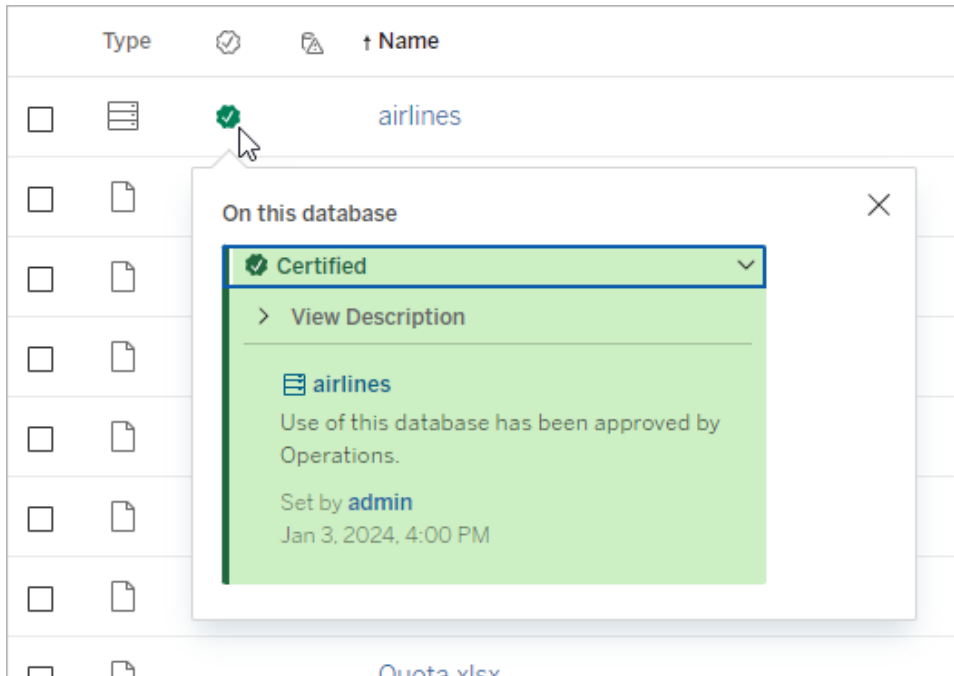 Type ↑ Name
airlines
On this database
Certified
View Description
airlines
Use of this database has been approved by
Operations.
Set by admin
Jan 3, 2024, 4:00 PM
Quota.xlsx